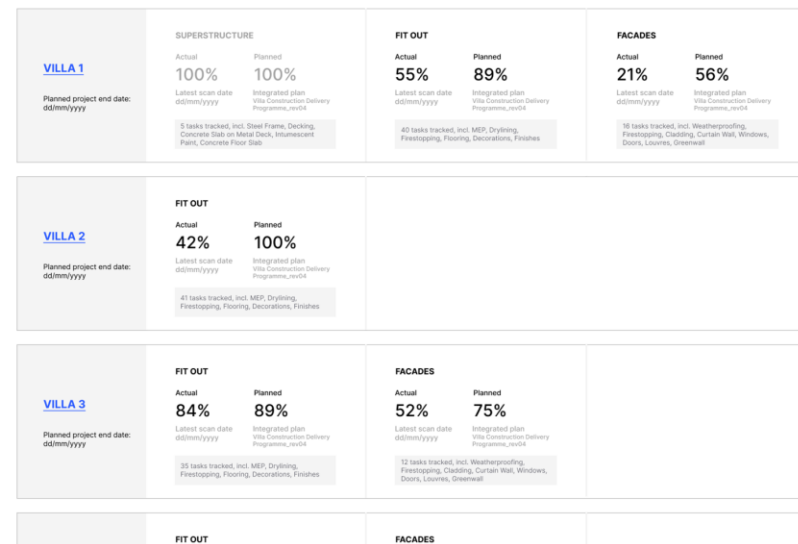 VILLA 1
Planned project end date:
dd/mm/yyyy
SUPERSTRUCTURE
Actual Planned
100% 100%
Latest scan date
dd/mm/yyyy
Integrated plan
Villa Construction Delivery
Programme_rev04
5 tasks tracked, incl. Steel Frame, Decking,
Concrete Slab on Metal Deck, Intumescent
Paint, Concrete Floor Slab
FIT OUT
Actual Planned
55% 89%
Latest scan date
dd/mm/yyyy
Integrated plan
Villa Construction Delivery
Programme_rev04
40 tasks tracked, incl. MEP, Drylining,
Firestopping, Flooring, Decorations, Finishes
FACADES
Actual Planned
21% 56%
Latest scan date
dd/mm/yyyy
Integrated plan
Villa Construction Delivery
Programme_rev04
16 tasks tracked, incl. Weatherproofing,
Firestopping, Cladding, Curtain Wall, Windows,
Doors, Louvres, Greenwall
VILLA 2
Planned project end date:
dd/mm/yyyy
FIT OUT
Actual Planned
42% 100%
Latest scan date
dd/mm/yyyy
Integrated plan
Villa Construction Delivery
Programme_rev04
41 tasks tracked, incl. MEP, Drylining,
Firestopping, Flooring, Decorations, Finishes
VILLA 3
Planned project end date:
dd/mm/yyyy
FIT OUT
Actual Planned
84% 89%
Latest scan date
dd/mm/yyyy
Integrated plan
Villa Construction Delivery
Programme_rev04
35 tasks tracked, incl. MEP, Drylining,
Firestopping, Flooring, Decorations, Finishes
FACADES
Actual Planned
52% 75%
Latest scan date
dd/mm/yyyy
Integrated plan
Villa Construction Delivery
Programme_rev04
12 tasks tracked, incl. Weatherproofing,
Firestopping, Cladding, Curtain Wall, Windows,
Doors, Louvres, Greenwall
FIT OUT
FACADES